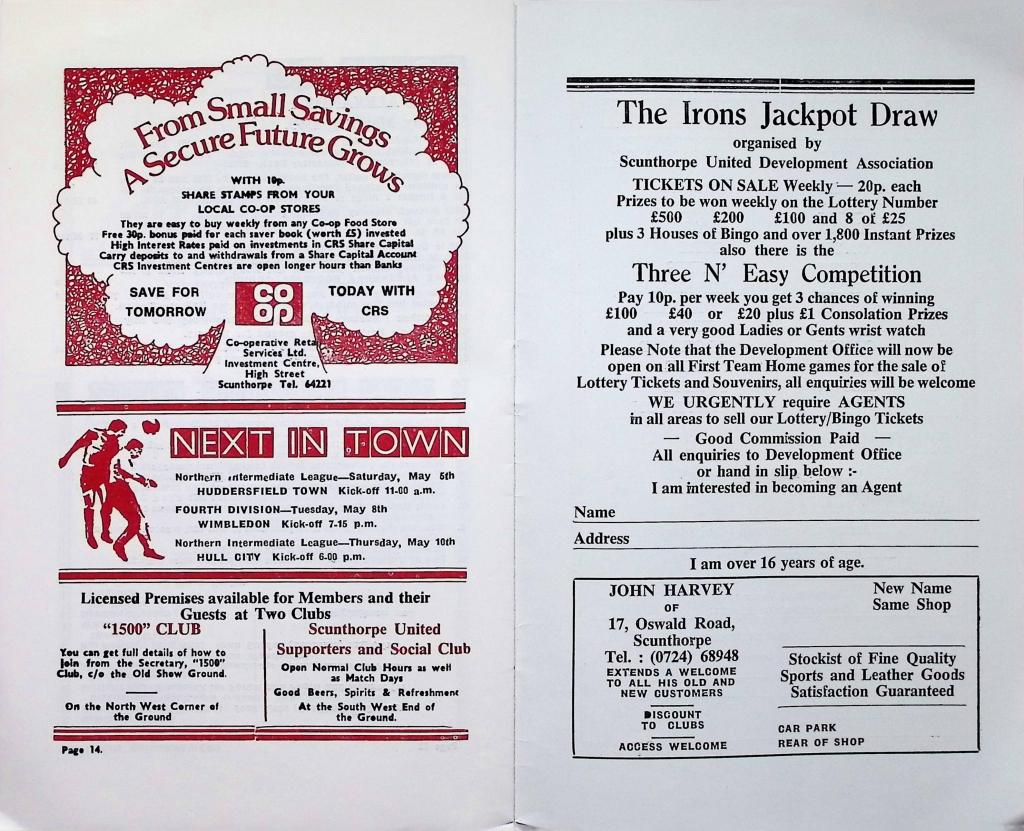 From Small Savings
A Secure Future Grows
WITH 10p.
SHARE STAMPS FROM YOUR
LOCAL CO-OP STORES
They are easy to buy weekly from any Co-op Food Store
Free 30p. bonus paid for each saver book (worth £5) invested
High Interest Rates paid on investments in CRS Share Capital
Carry deposits to and withdrawals from a Share Capital Account
CRS Investment Centres are open longer hours than Banks
SAVE FOR
TOMORROW
CO
OP
TODAY WITH
CRS
Co-operative Retail
Services Ltd.
Investment Centre,
High Street
Scunthorpe Tel. 64221
NEXT IN TOWN
Northern Intermediate League—Saturday, May 5th
HUDDERSFIELD TOWN Kick-off 11-00 a.m.
FOURTH DIVISION—Tuesday, May 8th
WIMBLEDON Kick-off 7-15 p.m.
Northern Intermediate League—Thursday, May 10th
HULL CITY Kick-off 6-00 p.m.
Licensed Premises available for Members and their
Guests at Two Clubs
"1500" CLUB
You can get full details of how to
join from the Secretary, "1500"
Club, c/o the Old Show Ground.
On the North West Corner of
the Ground
Scunthorpe United
Supporters and Social Club
Open Normal Club Hours as well
as Match Days
Good Beers, Spirits & Refreshment
At the South West End of
the Ground.
Page 14.
The Irons Jackpot Draw
organised by
Scunthorpe United Development Association
TICKETS ON SALE Weekly — 20p. each
Prizes to be won weekly on the Lottery Number
£500 £200 £100 and 8 of £25
plus 3 Houses of Bingo and over 1,800 Instant Prizes
also there is the
Three N' Easy Competition
Pay 10p. per week you get 3 chances of winning
£100 £40 or £20 plus £1 Consolation Prizes
and a very good Ladies or Gents wrist watch
Please Note that the Development Office will now be
open on all First Team Home games for the sale of
Lottery Tickets and Souvenirs, all enquiries will be welcome
WE URGENTLY require AGENTS
in all areas to sell our Lottery/Bingo Tickets
— Good Commission Paid —
All enquiries to Development Office
or hand in slip below :-
I am interested in becoming an Agent
Name
Address
I am over 16 years of age.
JOHN HARVEY
OF
17, Oswald Road,
Scunthorpe
Tel. : (0724) 68948
EXTENDS A WELCOME
TO ALL HIS OLD AND
NEW CUSTOMERS
DISCOUNT
TO CLUBS
ACCESS WELCOME
New Name
Same Shop
Stockist of Fine Quality
Sports and Leather Goods
Satisfaction Guaranteed
CAR PARK
REAR OF SHOP